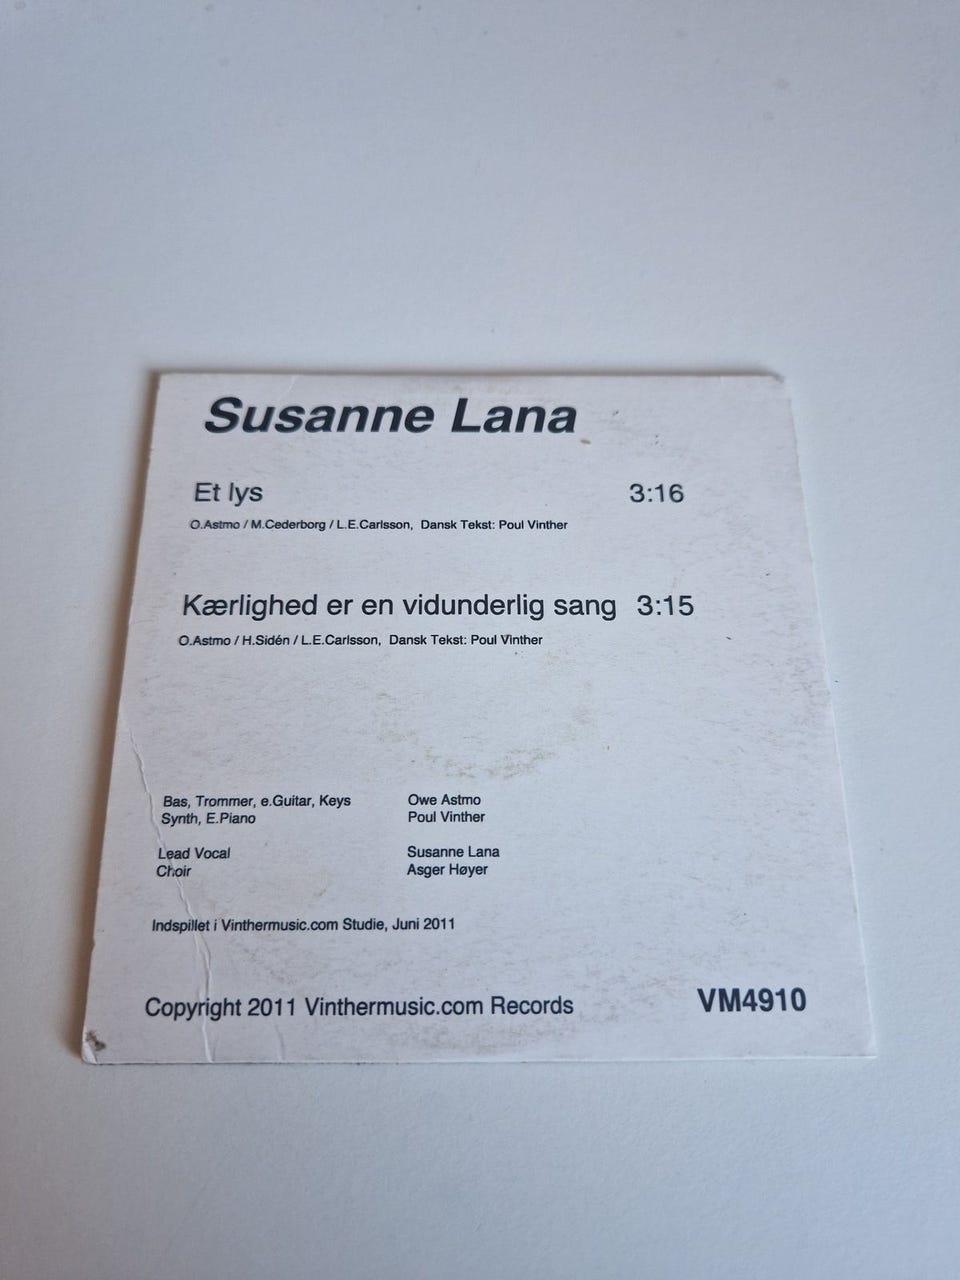 Susanne Lana
Et lys 3:16
O.Astmo / M.Cederborg / L.E.Carlsson, Dansk Tekst: Poul Vinther
Kærlighed er en vidunderlig sang 3:15
O.Astmo / H.Sidén / L.E.Carlsson, Dansk Tekst: Poul Vinther
Bas, Trommer, e.Guitar, Keys Owe Astmo
Synth, E.Piano Poul Vinther
Lead Vocal Susanne Lana
Choir Asger Høyer
Indspillet i Vinthermusic.com Studie, Juni 2011
Copyright 2011 Vinthermusic.com Records VM4910